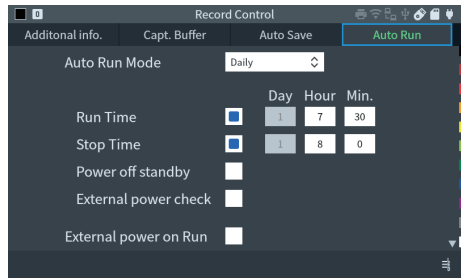 0 Record Control
Additonal info. Capt. Buffer Auto Save Auto Run
Auto Run Mode Daily
Day Hour Min.
Run Time 1 7 30
Stop Time 1 8 0
Power off standby
External power check
External power on Run